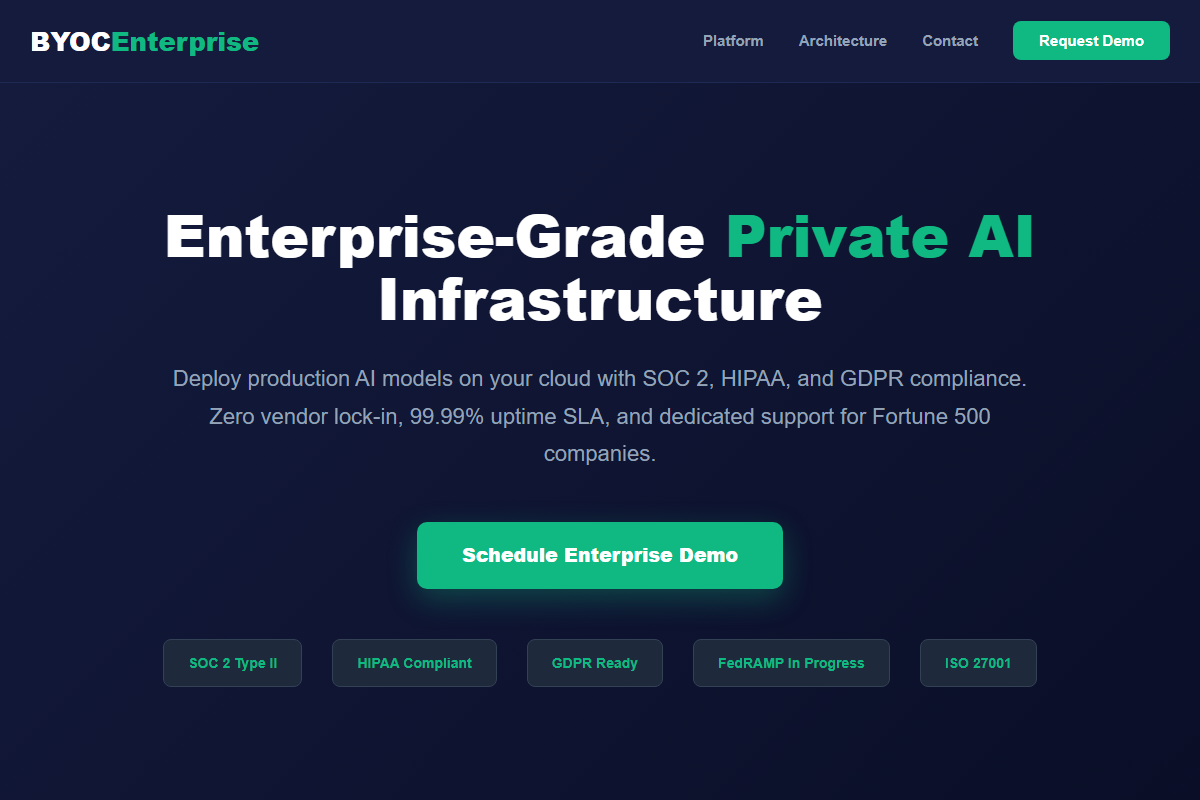 BYOCEnterprise
Platform
Architecture
Contact
Request Demo
Enterprise-Grade Private AI
Infrastructure
Deploy production AI models on your cloud with SOC 2, HIPAA, and GDPR compliance.
Zero vendor lock-in, 99.99% uptime SLA, and dedicated support for Fortune 500
companies.
Schedule Enterprise Demo
SOC 2 Type II
HIPAA Compliant
GDPR Ready
FedRAMP In Progress
ISO 27001